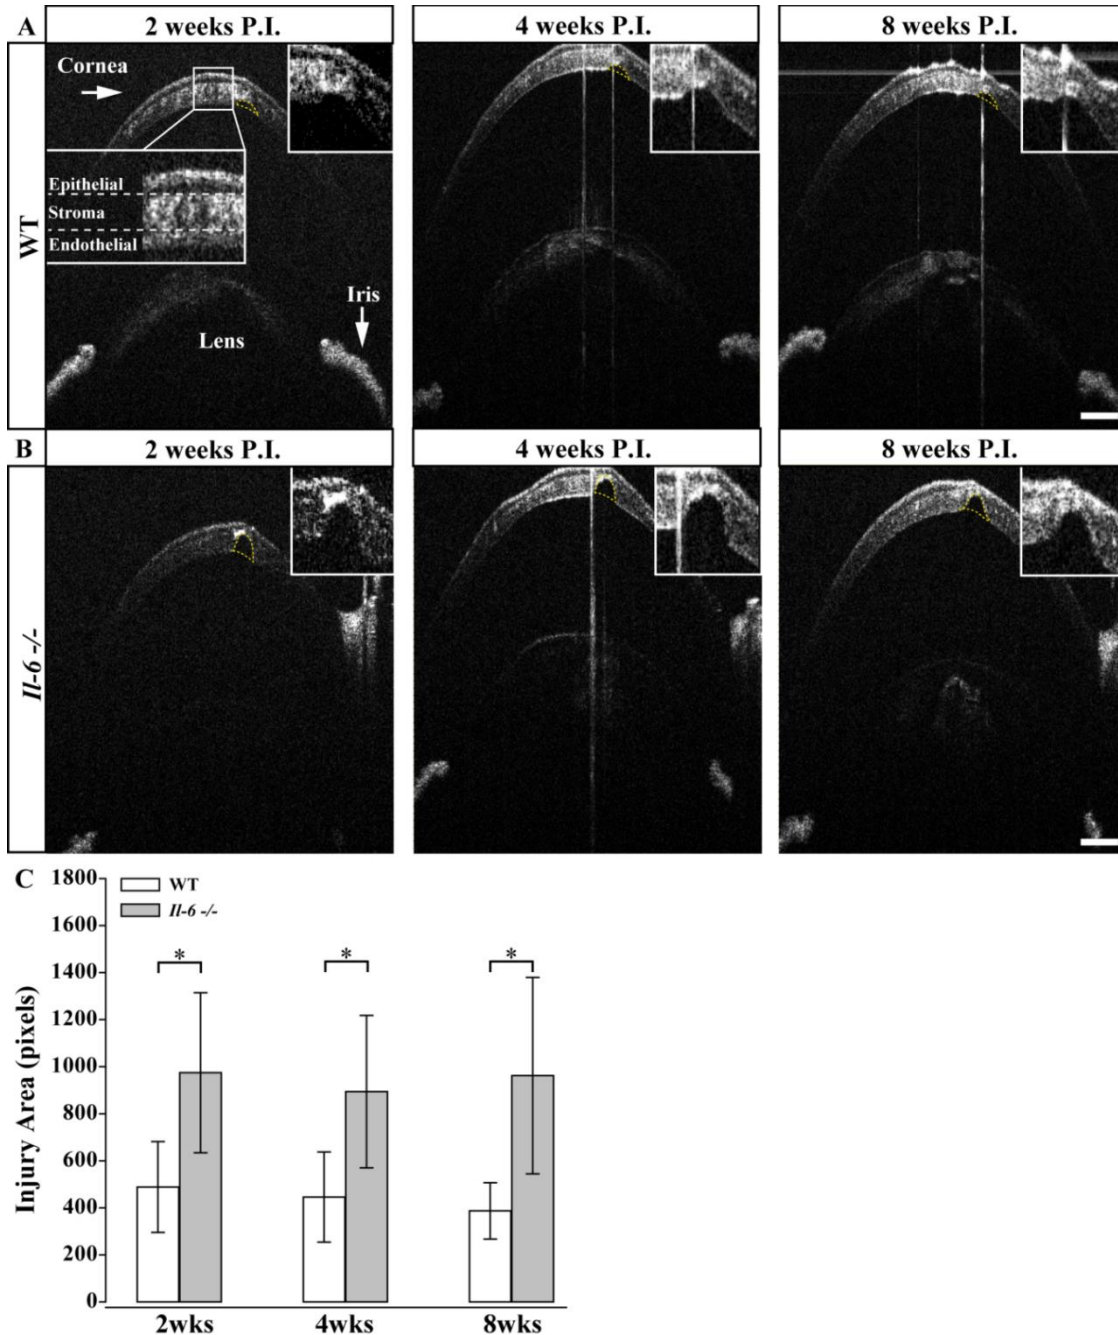 A
2 weeks P.I.
4 weeks P.I.
8 weeks P.I.
WT
Cornea
Epithelial
Stroma
Endothelial
Iris
Lens
B
2 weeks P.I.
4 weeks P.I.
8 weeks P.I.
Il-6 -/-
C
WT
Il-6 -/-
Injury Area (pixels)
1800
1600
1400
1200
1000
800
600
400
200
0
*
*
*
2wks
4wks
8wks